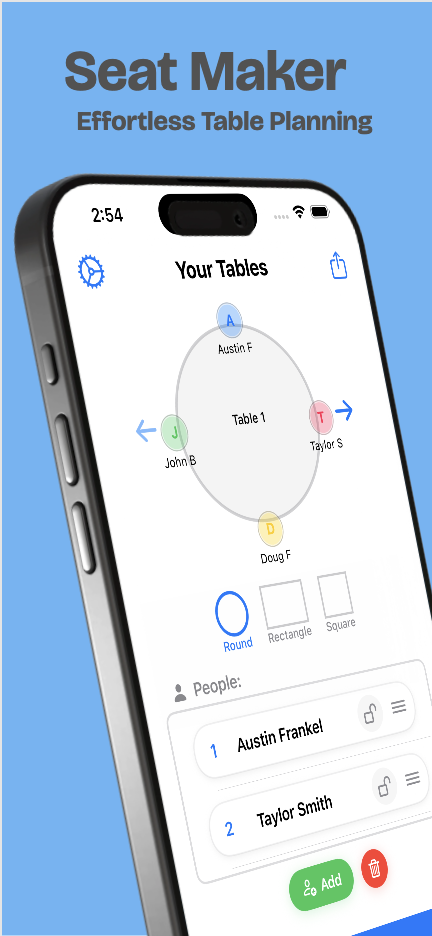 Seat Maker
Effortless Table Planning
2:54
Your Tables
A
Austin F
Table 1
J
John B
T
Taylor S
D
Doug F
Round
Rectangle
Square
People:
1 Austin Frankel
2 Taylor Smith
Add